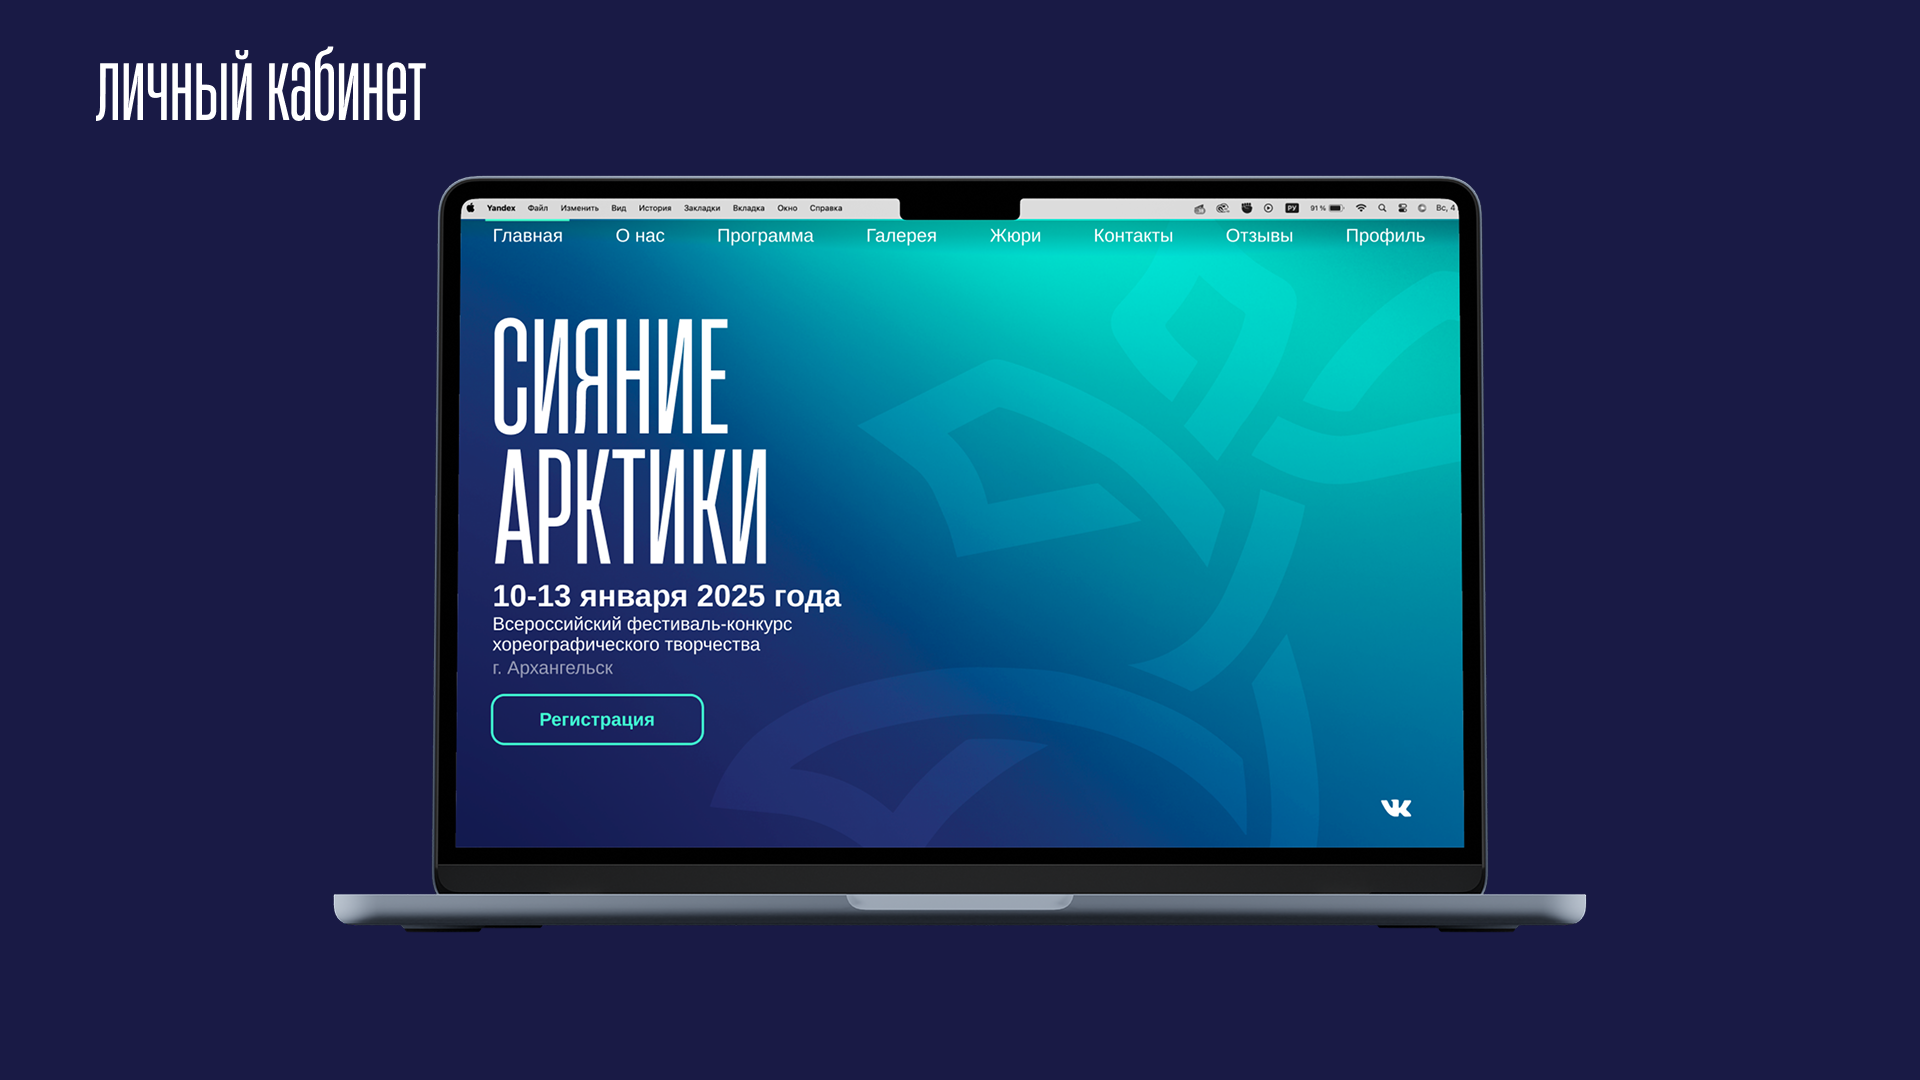 личный кабинет
Yandex Файл Изменить Вид История Закладки Вкладка Окно Справка РУ 91 % Вс, 4
Главная О нас Программа Галерея Жюри Контакты Отзывы Профиль
СИЯНИЕ
АРКТИКИ
10-13 января 2025 года
Всероссийский фестиваль-конкурс
хореографического творчества
г. Архангельск
Регистрация